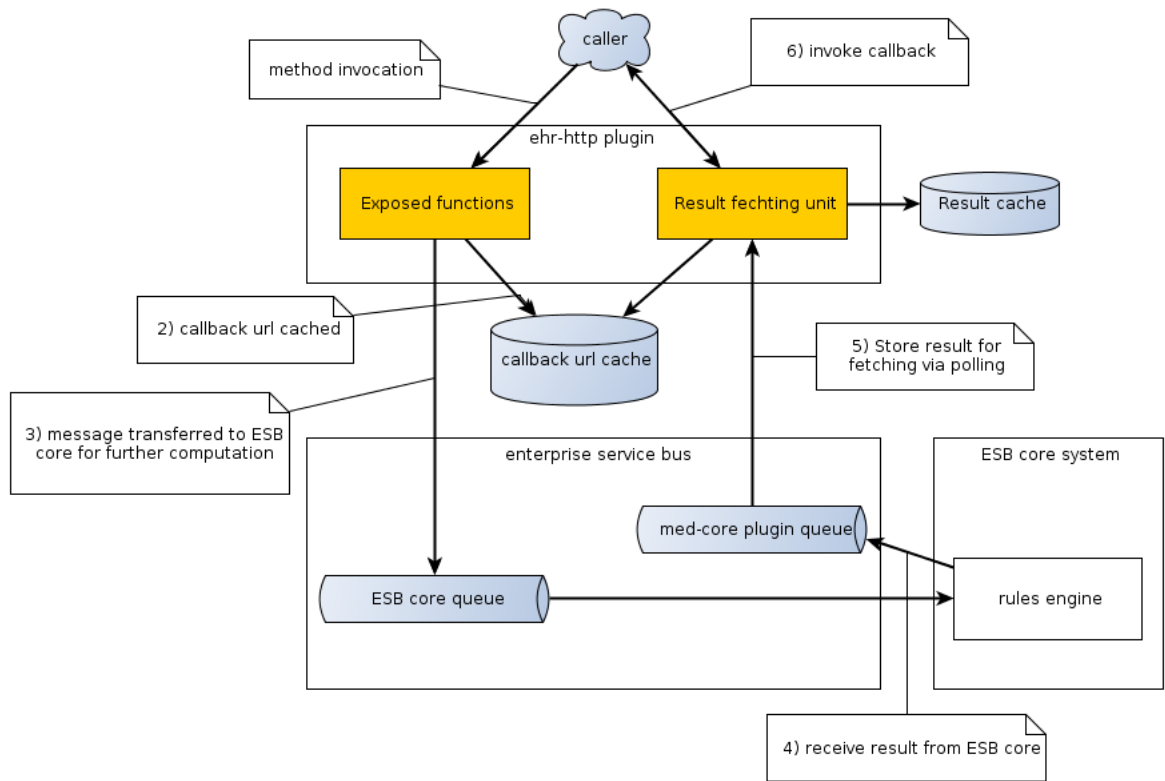 caller
method invocation
6) invoke callback
ehr-http plugin
Exposed functions
Result fechting unit
Result cache
2) callback url cached
callback url cache
5) Store result for
fetching via polling
3) message transferred to ESB
core for further computation
enterprise service bus
ESB core system
med-core plugin queue
ESB core queue
rules engine
4) receive result from ESB core